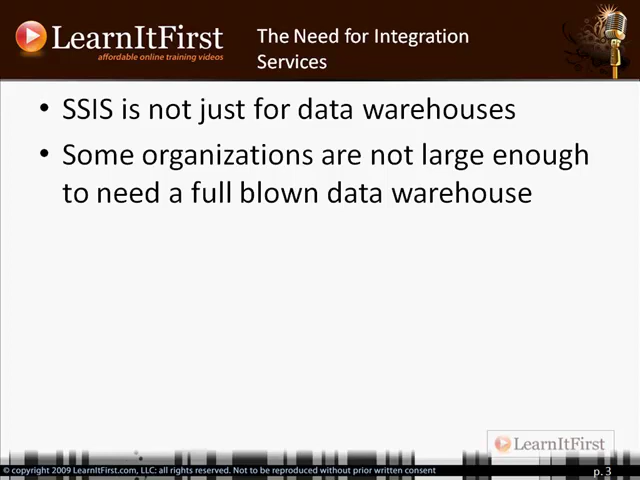 LearnItFirst
affordable online training videos
The Need for Integration
Services
• SSIS is not just for data warehouses
• Some organizations are not large enough
to need a full blown data warehouse
LearnItFirst
© copyright 2009 LearnItFirst.com, LLC: all rights reserved. Not to be reproduced without prior written consent
p. 3